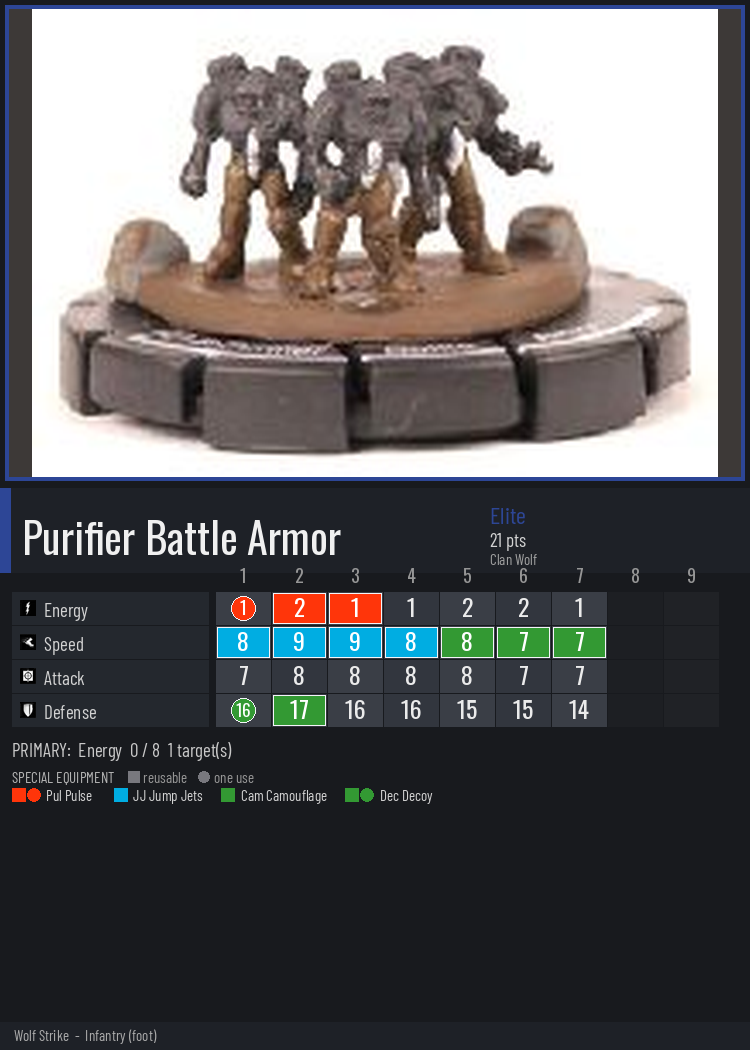 Purifier Battle Armor
Elite
21 pts
Clan Wolf
1 2 3 4 5 6 7 8 9
Energy 1 2 1 1 2 2 1
Speed 8 9 9 8 8 7 7
Attack 7 8 8 8 8 7 7
Defense 16 17 16 16 15 15 14
PRIMARY: Energy 0 / 8 1 target(s)
SPECIAL EQUIPMENT reusable one use
Pul Pulse JJ Jump Jets Cam Camouflage Dec Decoy
Wolf Strike - Infantry (foot)